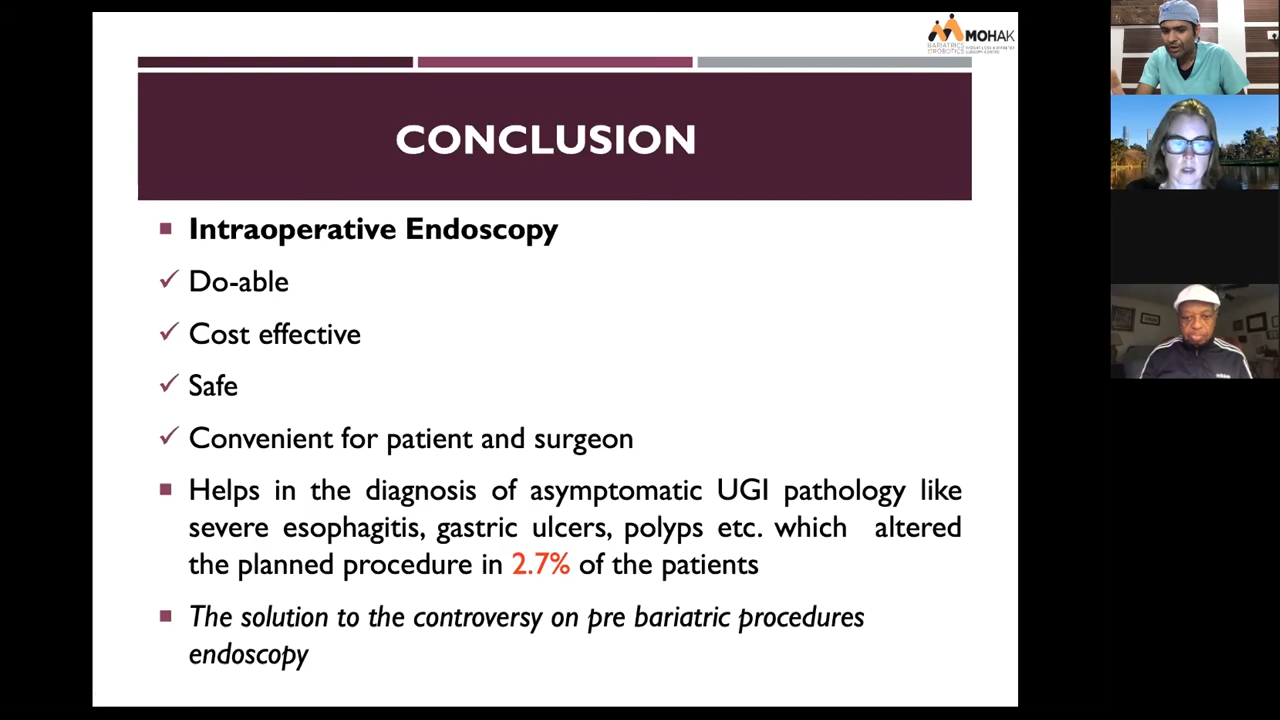 MOHAK
BARIATRICS
CONCLUSION
Intraoperative Endoscopy
Do-able
Cost effective
Safe
Convenient for patient and surgeon
Helps in the diagnosis of asymptomatic UGI pathology like
severe esophagitis, gastric ulcers, polyps etc. which altered
the planned procedure in 2.7% of the patients
The solution to the controversy on pre bariatric procedures
endoscopy